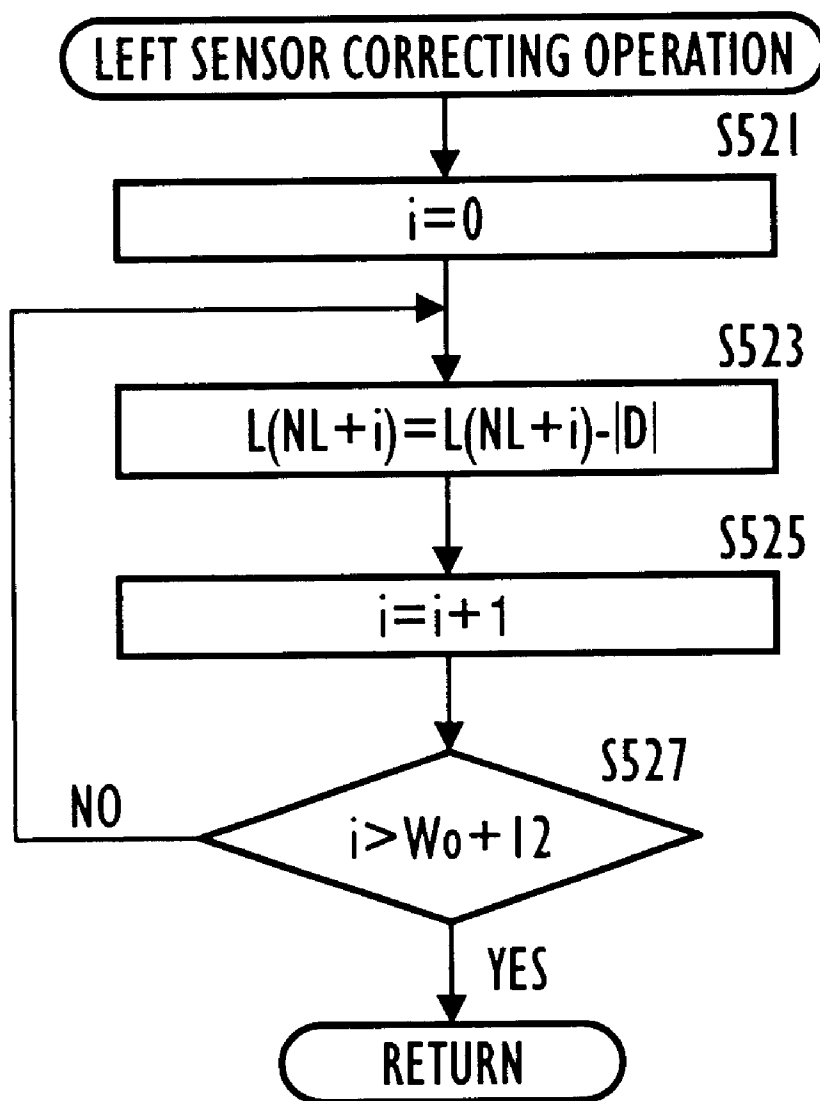 LEFT SENSOR CORRECTING OPERATION
S521
i=0
S523
L(NL+i)=L(NL+i)-|D|
S525
i=i+1
S527
NO
i>Wo+12
YES
RETURN